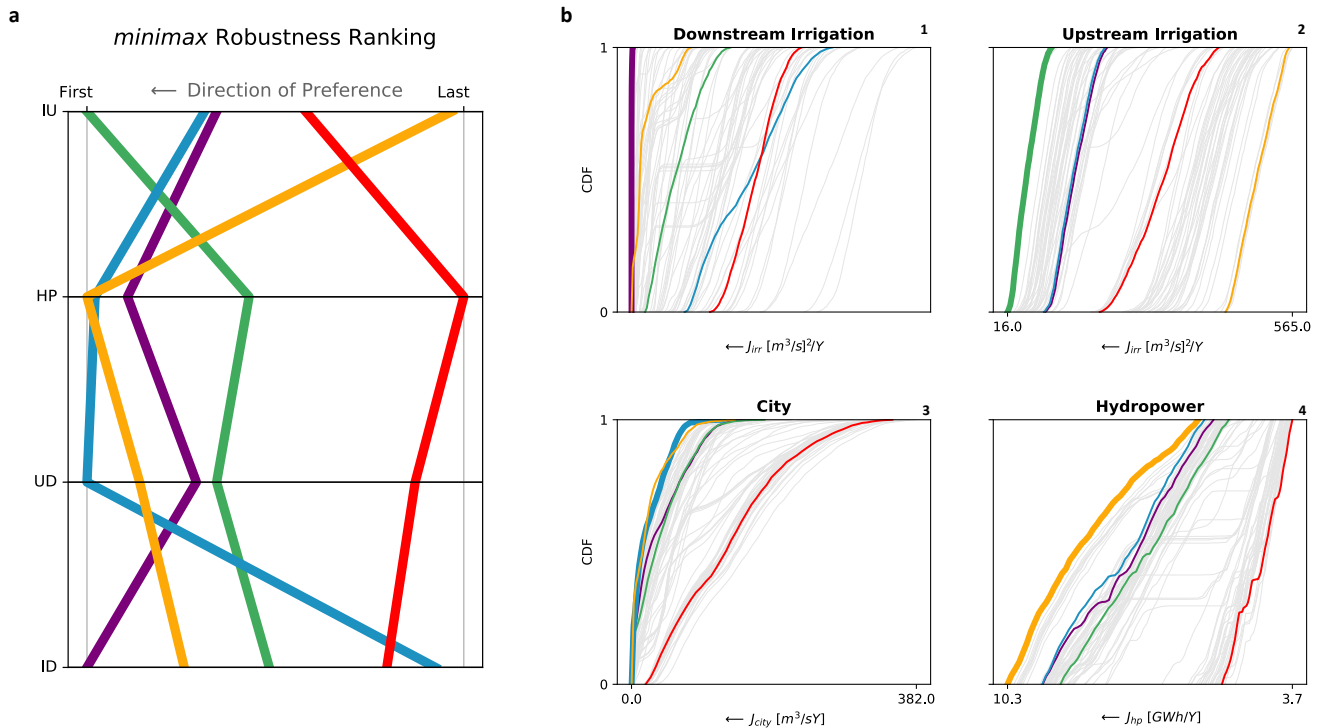 a
minimax Robustness Ranking
First
← Direction of Preference
Last
IU
HP
UD
ID
b
Downstream Irrigation
1
1
CDF
0
← J_irr [m³/s]²/Y
Upstream Irrigation
2
16.0
565.0
← J_irr [m³/s]²/Y
City
3
1
CDF
0
0.0
382.0
← J_city [m³/sY]
Hydropower
4
10.3
3.7
← J_hp [GWh/Y]